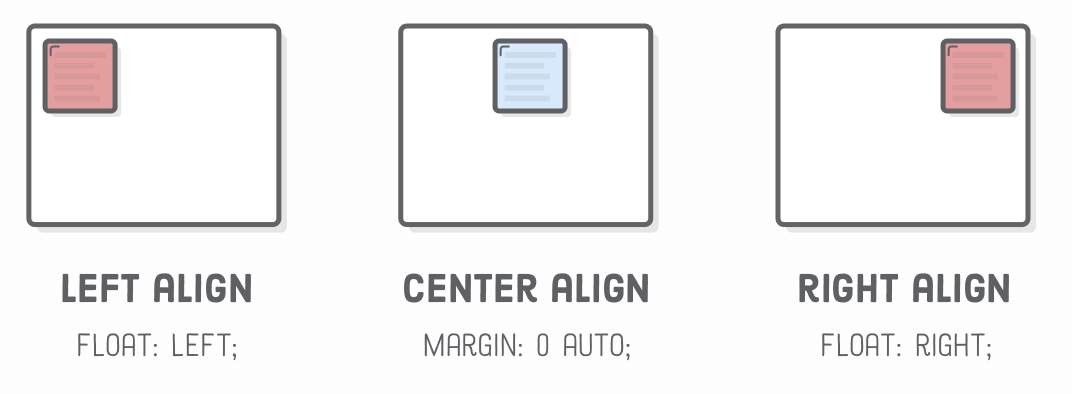 LEFT ALIGN
FLOAT: LEFT;
CENTER ALIGN
MARGIN: 0 AUTO;
RIGHT ALIGN
FLOAT: RIGHT;